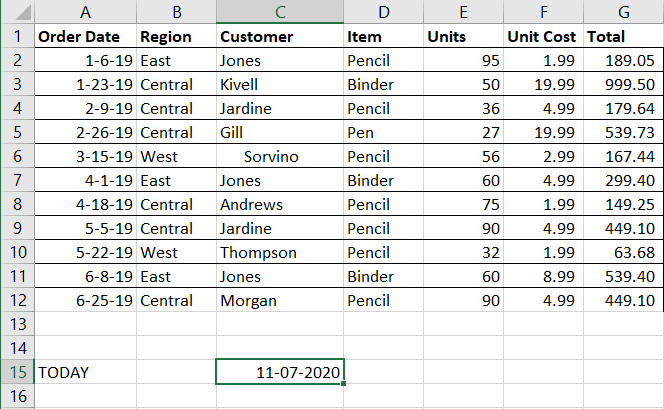 A B C D E F G
1 Order Date Region Customer Item Units Unit Cost Total
2 1-6-19 East Jones Pencil 95 1.99 189.05
3 1-23-19 Central Kivell Binder 50 19.99 999.50
4 2-9-19 Central Jardine Pencil 36 4.99 179.64
5 2-26-19 Central Gill Pen 27 19.99 539.73
6 3-15-19 West Sorvino Pencil 56 2.99 167.44
7 4-1-19 East Jones Binder 60 4.99 299.40
8 4-18-19 Central Andrews Pencil 75 1.99 149.25
9 5-5-19 Central Jardine Pencil 90 4.99 449.10
10 5-22-19 West Thompson Pencil 32 1.99 63.68
11 6-8-19 East Jones Binder 60 8.99 539.40
12 6-25-19 Central Morgan Pencil 90 4.99 449.10
13
14
15 TODAY 11-07-2020
16